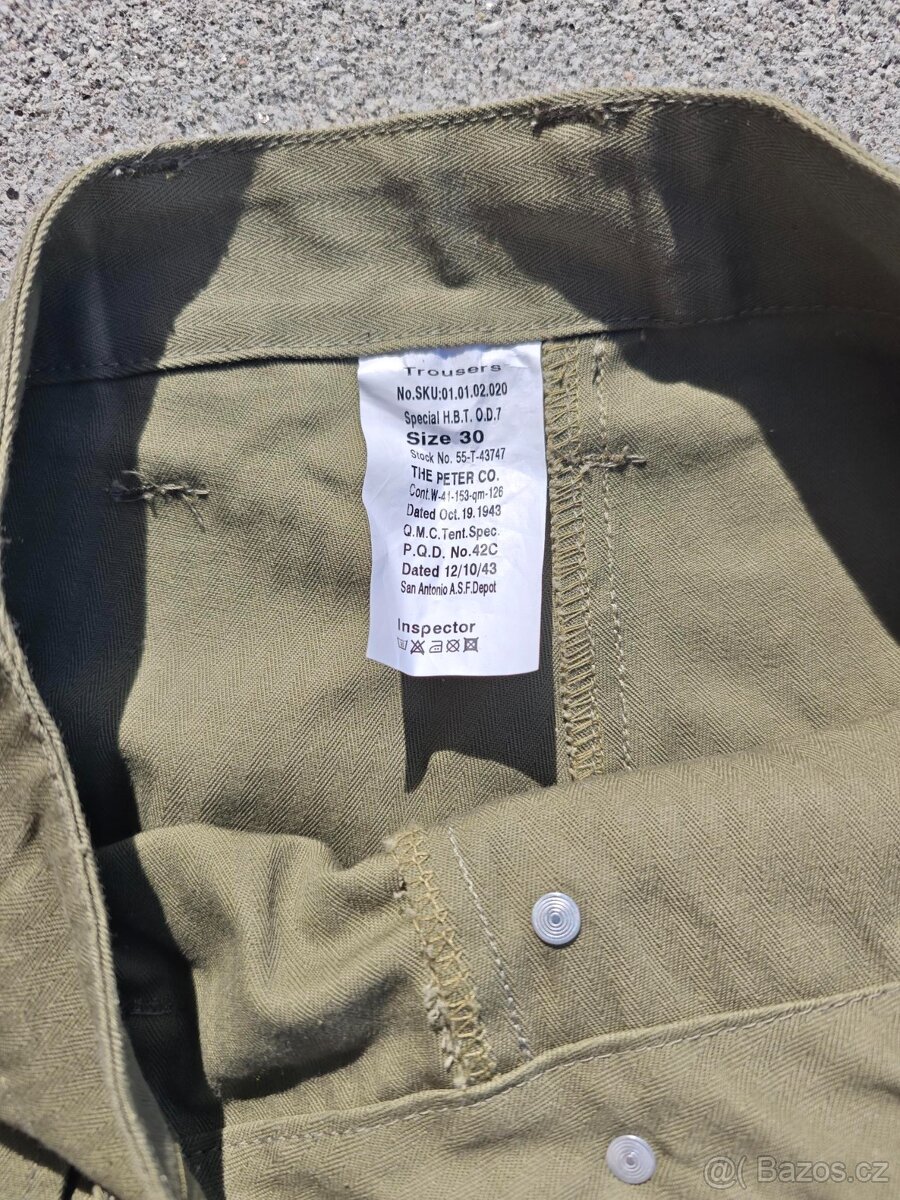 Trousers
No.SKU:01.01.02.020
Special H.B.T. O.D.7
Size 30
Stock No. 55-T-43747
THE PETER CO.
Cont.W-41-153-qm-126
Dated Oct.19.1943
Q.M.C.Tent.Spec.
P.Q.D. No.42C
Dated 12/10/43
San Antonio A.S.F.Depot
Inspector
@( Bazos.cz